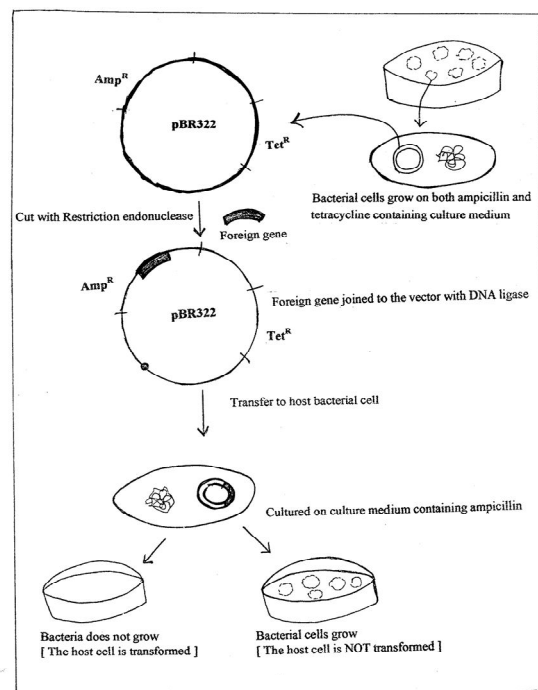 Amp^R
pBR322
Tet^R
Bacterial cells grow on both ampicillin and
tetracycline containing culture medium
Cut with Restriction endonuclease
Foreign gene
Amp^R
pBR322
Foreign gene joined to the vector with DNA ligase
Tet^R
Transfer to host bacterial cell
Cultured on culture medium containing ampicillin
Bacteria does not grow
[ The host cell is transformed ]
Bacterial cells grow
[ The host cell is NOT transformed ]